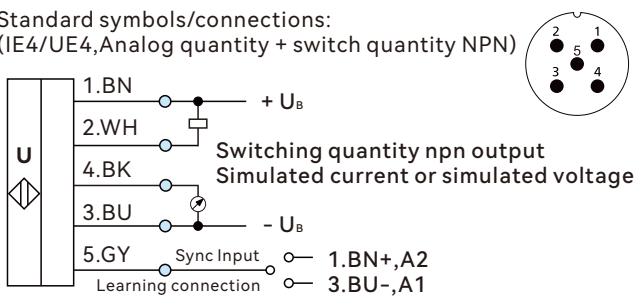 Standard symbols/connections:
(IE4/UE4,Analog quantity + switch quantity NPN)
2 1
5
3 4
1.BN
+ UB
2.WH
U
Switching quantity npn output
4.BK
Simulated current or simulated voltage
3.BU
- UB
5.GY
Sync Input
1.BN+,A2
Learning connection
3.BU-,A1